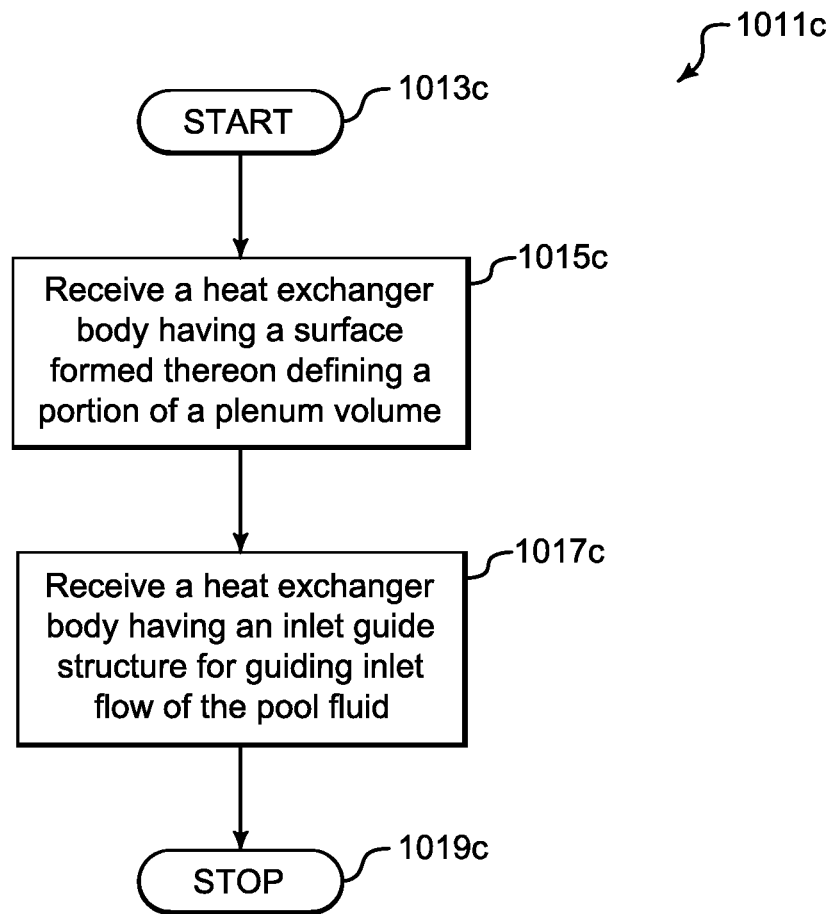 1011c
START
1013c
1015c
Receive a heat exchanger
body having a surface
formed thereon defining a
portion of a plenum volume
1017c
Receive a heat exchanger
body having an inlet guide
structure for guiding inlet
flow of the pool fluid
1019c
STOP